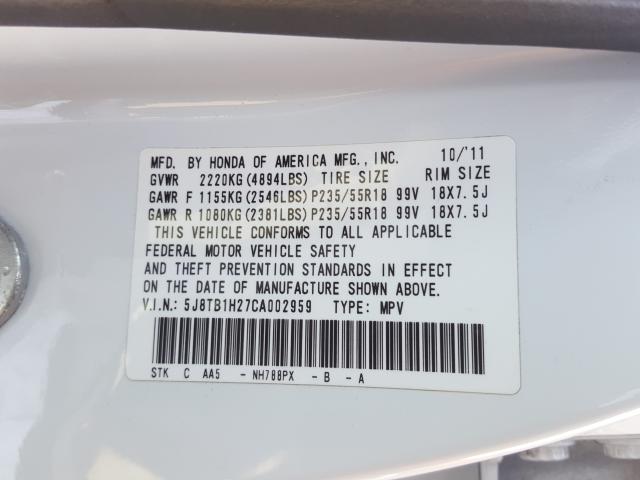 MFD. BY HONDA OF AMERICA MFG., INC. 10/'11
GVWR 2220KG(4894LBS) TIRE SIZE RIM SIZE
GAWR F 1155KG(2546LBS)P235/55R18 99V 18X7.5J
GAWR R 1080KG(2381LBS)P235/55R18 99V 18X7.5J
THIS VEHICLE CONFORMS TO ALL APPLICABLE
FEDERAL MOTOR VEHICLE SAFETY
AND THEFT PREVENTION STANDARDS IN EFFECT
ON THE DATE OF MANUFACTURE SHOWN ABOVE.
V.I.N.: 5J8TB1H27CA002959 TYPE: MPV
STK C AA5 - NH788PX - B - A